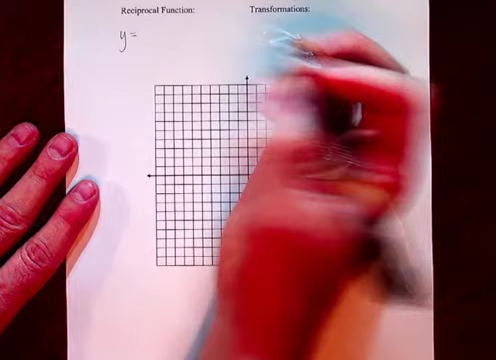 Reciprocal Function: Transformations:
y =